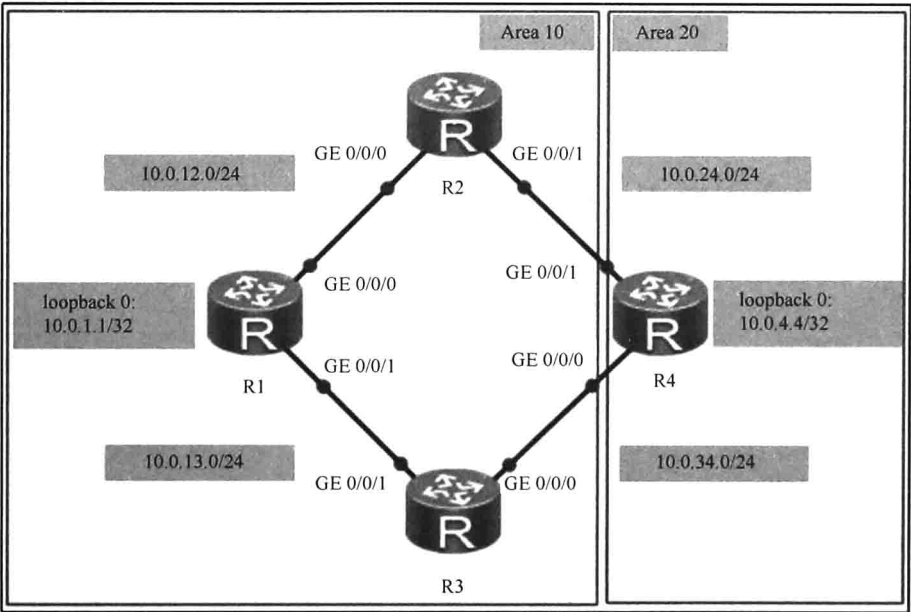 Area 10
Area 20
R
R2
GE 0/0/0
GE 0/0/1
10.0.12.0/24
10.0.24.0/24
GE 0/0/0
GE 0/0/1
loopback 0:
10.0.1.1/32
R
R1
R
R4
loopback 0:
10.0.4.4/32
GE 0/0/1
GE 0/0/0
10.0.13.0/24
10.0.34.0/24
GE 0/0/1
GE 0/0/0
R
R3